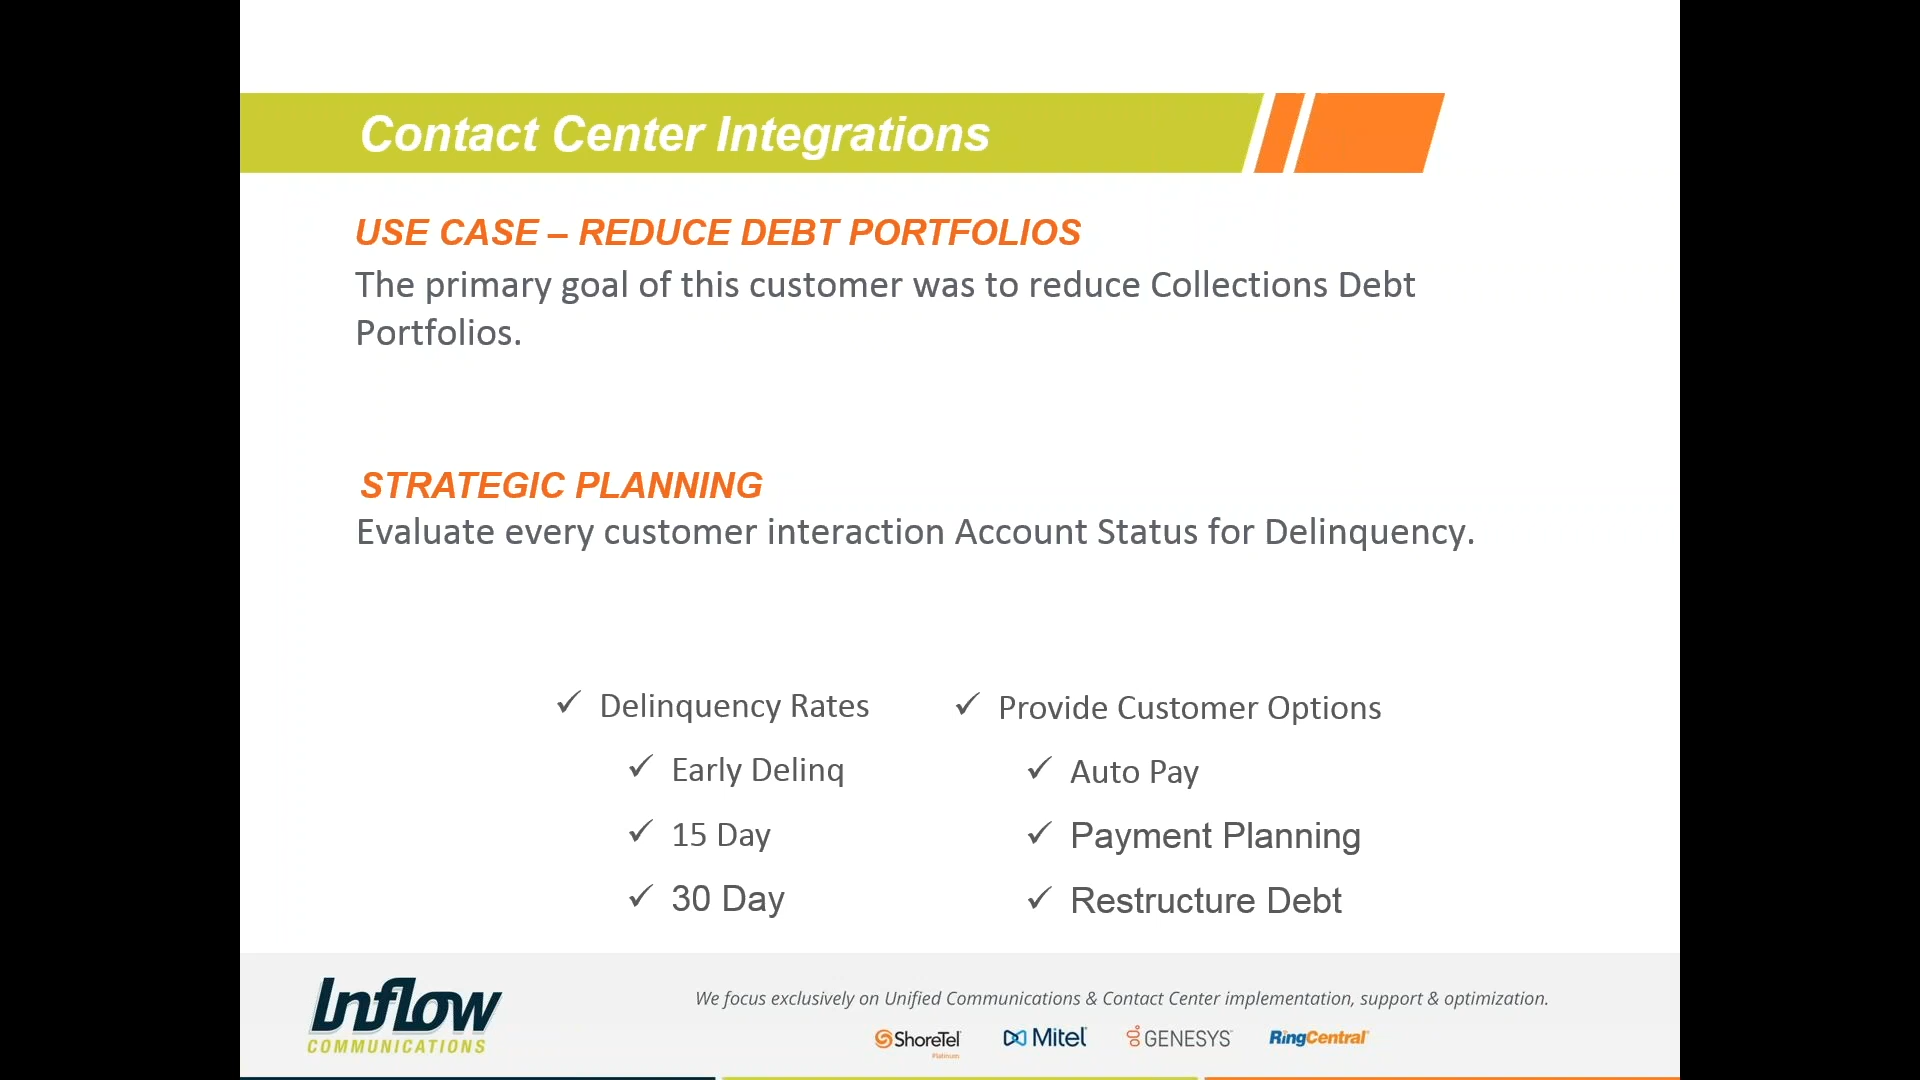 Contact Center Integrations
USE CASE – REDUCE DEBT PORTFOLIOS
The primary goal of this customer was to reduce Collections Debt
Portfolios.
STRATEGIC PLANNING
Evaluate every customer interaction Account Status for Delinquency.
✓ Delinquency Rates
✓ Early Delinq
✓ 15 Day
✓ 30 Day
✓ Provide Customer Options
✓ Auto Pay
✓ Payment Planning
✓ Restructure Debt
Inflow
COMMUNICATIONS
We focus exclusively on Unified Communications & Contact Center implementation, support & optimization.
ShoreTel
Platinum
Mitel
GENESYS
RingCentral